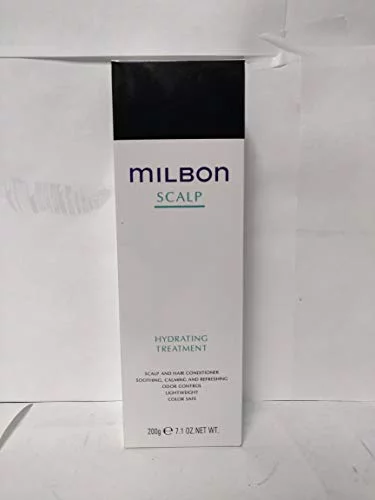 MILBON
SCALP
HYDRATING
TREATMENT
SCALP AND HAIR CONDITIONER
SOOTHING, CALMING AND REFRESHING
ODOR CONTROL
LIGHTWEIGHT
COLOR SAFE
200g ℮ 7.1 OZ.NET WT.